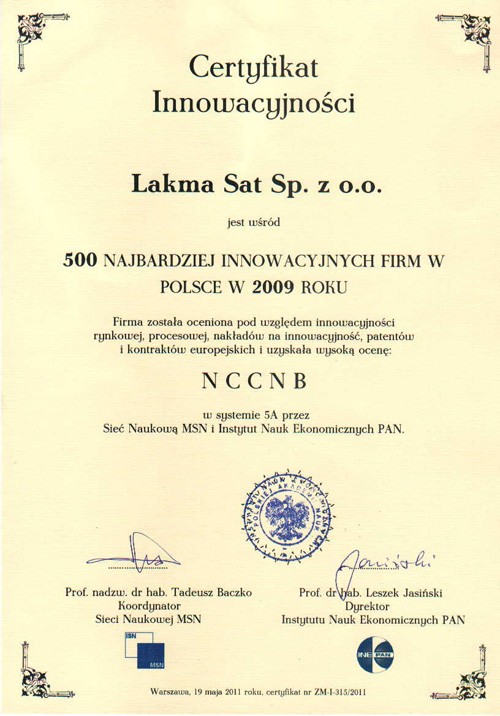 Certyfikat
Innowacyjności
Lakma Sat Sp. z o.o.
jest wśród
500 NAJBARDZIEJ INNOWACYJNYCH FIRM W
POLSCE W 2009 ROKU
Firma została oceniona pod względem innowacyjności
rynkowej, procesowej, nakładów na innowacyjność, patentów
i kontraktów europejskich i uzyskała wysoką ocenę:
N C C N B
w systemie 5A przez
Sieć Naukową MSN i Instytut Nauk Ekonomicznych PAN.
Prof. nadzw. dr hab. Tadeusz Baczko
Koordynator
Sieci Naukowej MSN
MSN
Prof. dr hab. Leszek Jasiński
Dyrektor
Instytutu Nauk Ekonomicznych PAN
INE PAN
Warszawa, 19 maja 2011 roku, certyfikat nr ZM-I-315/2011